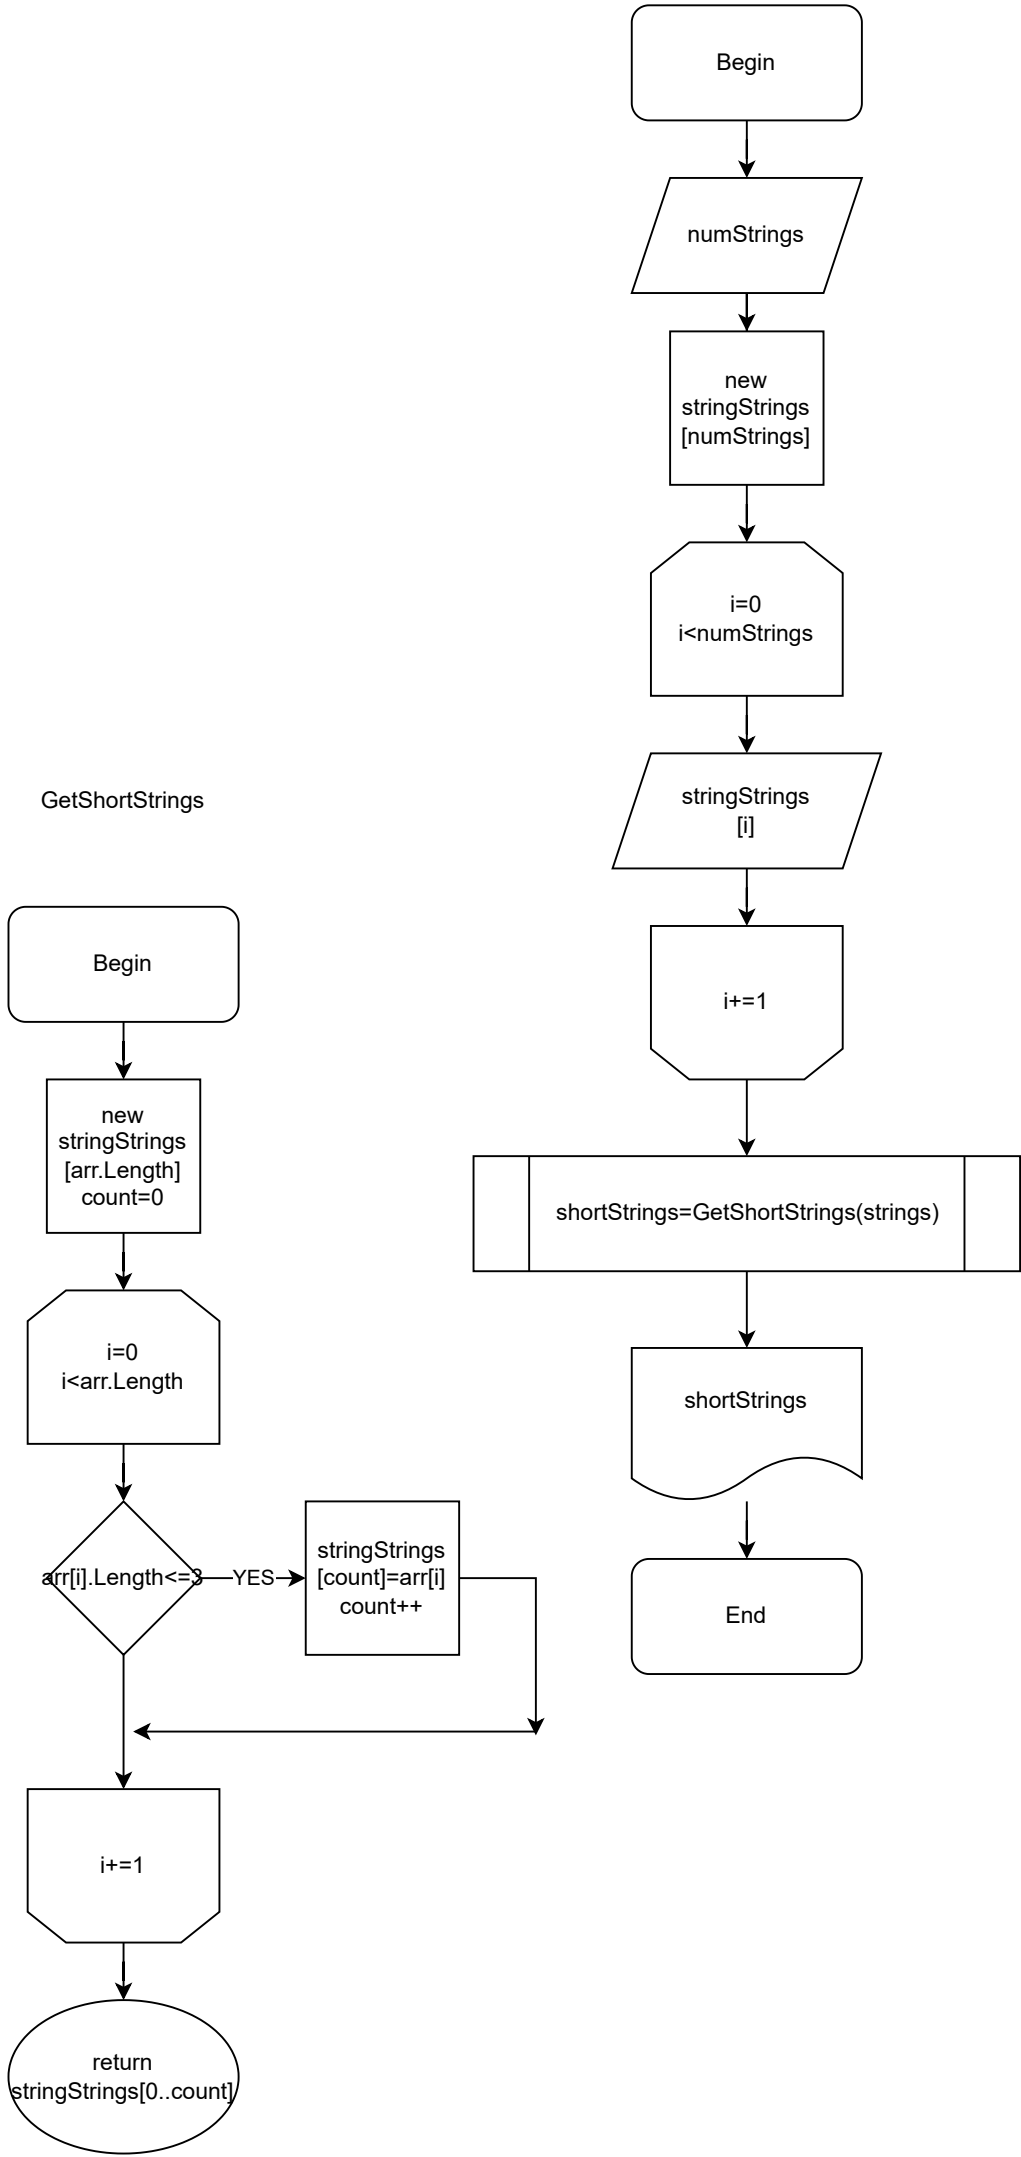 Begin
numStrings
new
stringStrings
[numStrings]
i=0
i<numStrings
stringStrings
[i]
i+=1
shortStrings=GetShortStrings(strings)
shortStrings
End
GetShortStrings
Begin
new
stringStrings
[arr.Length]
count=0
i=0
i<arr.Length
arr[i].Length<=3
YES
stringStrings
[count]=arr[i]
count++
i+=1
return
stringStrings[0..count]